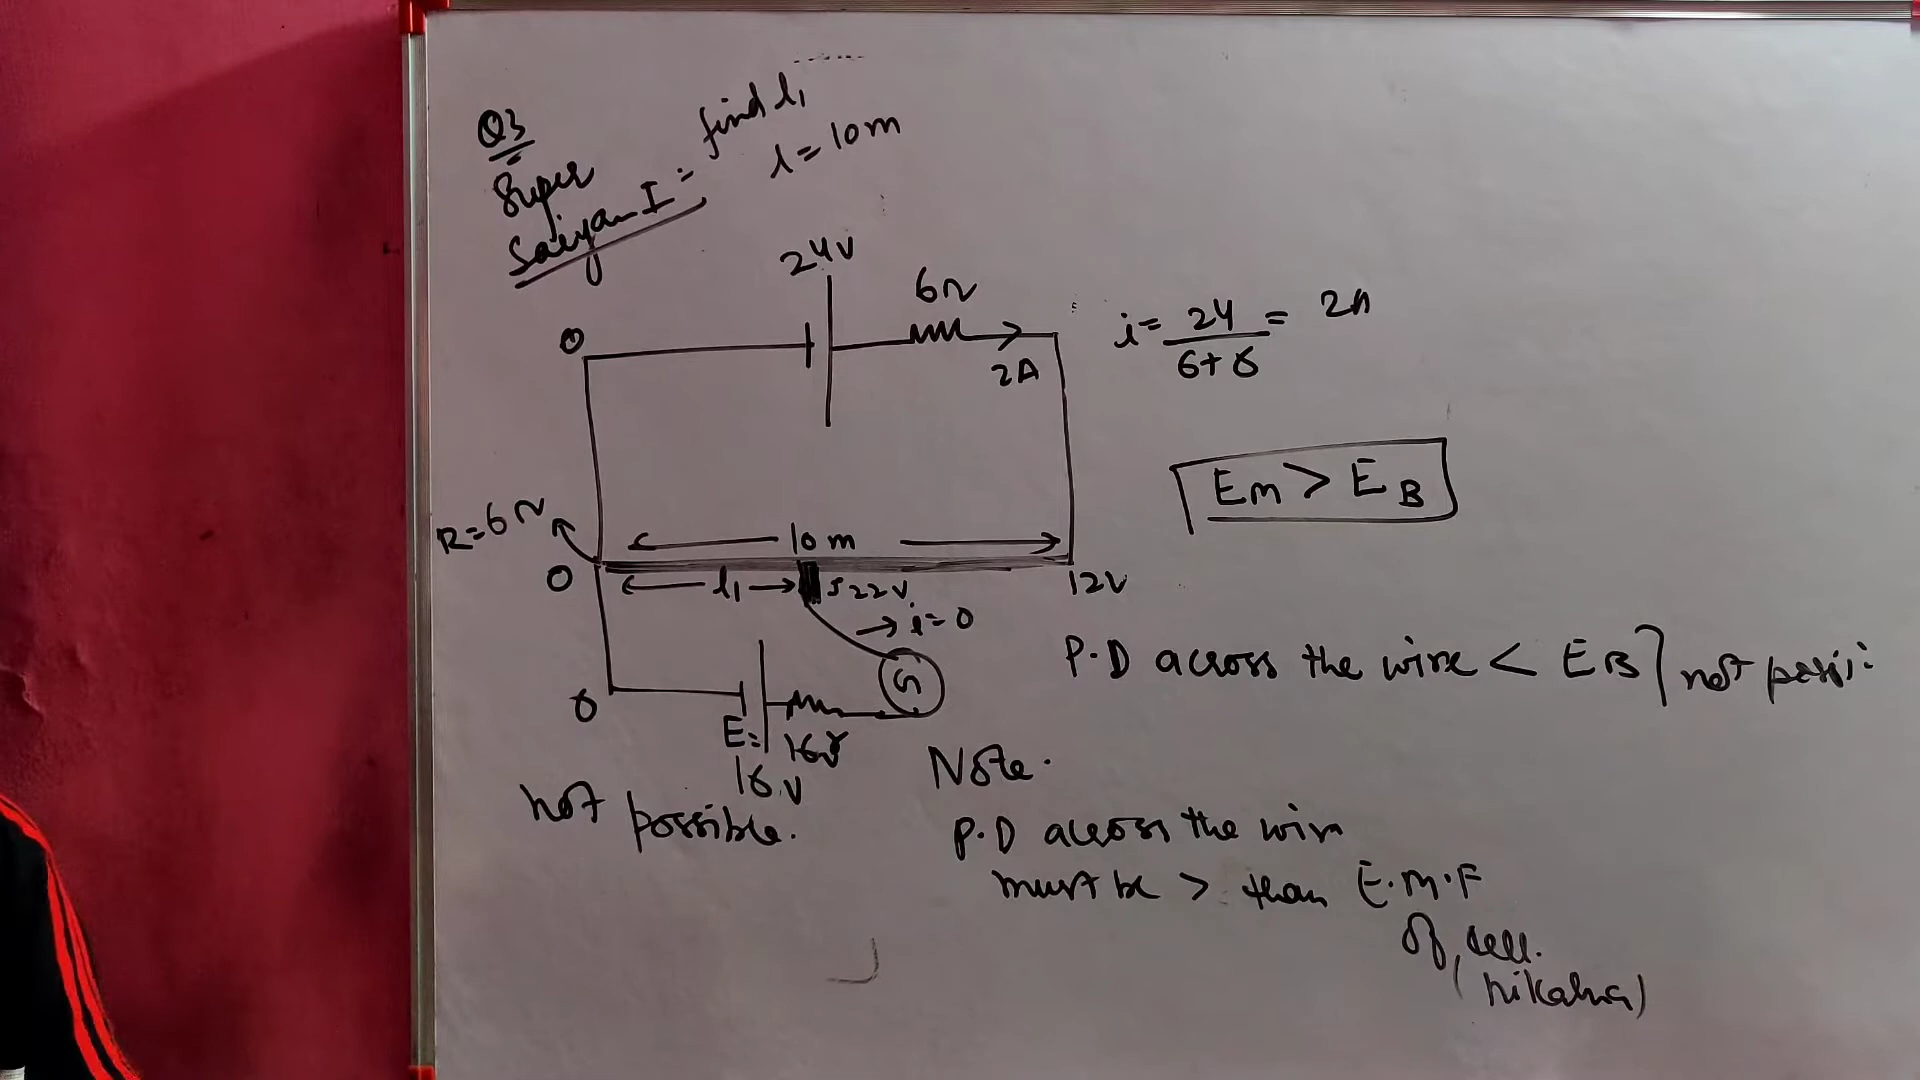 Q3
Super
Saiyan I :- find l₁
l = 10m
24V
6Ω
0
2A
i = 24 / 6+6 = 2A
Em > EB
R=6Ω
10 m
0
l₁
12V
→ i=0
G
0
E=
16V
not possible.
P.D across the wire < EB] not possi:
Note.
P.D across the wire
must be > than E.M.F
of cell.
(nikalna)